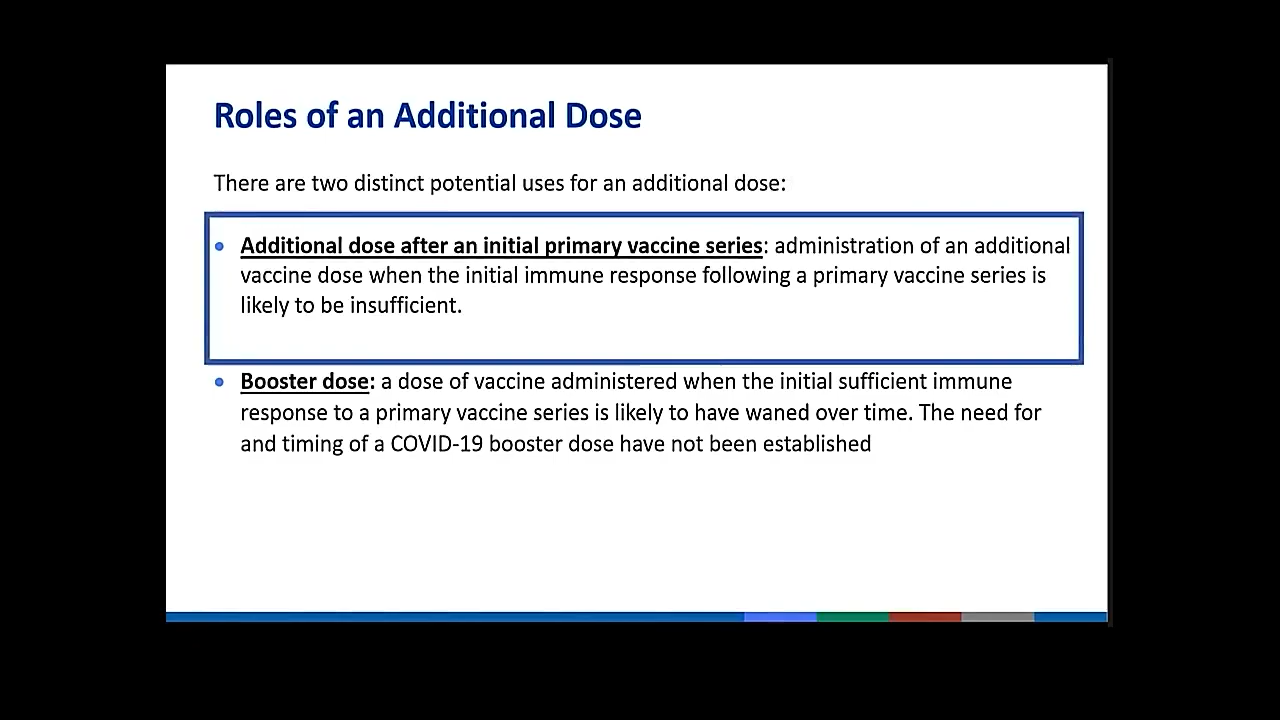 Roles of an Additional Dose
There are two distinct potential uses for an additional dose:
• Additional dose after an initial primary vaccine series: administration of an additional
vaccine dose when the initial immune response following a primary vaccine series is
likely to be insufficient.
• Booster dose: a dose of vaccine administered when the initial sufficient immune
response to a primary vaccine series is likely to have waned over time. The need for
and timing of a COVID-19 booster dose have not been established